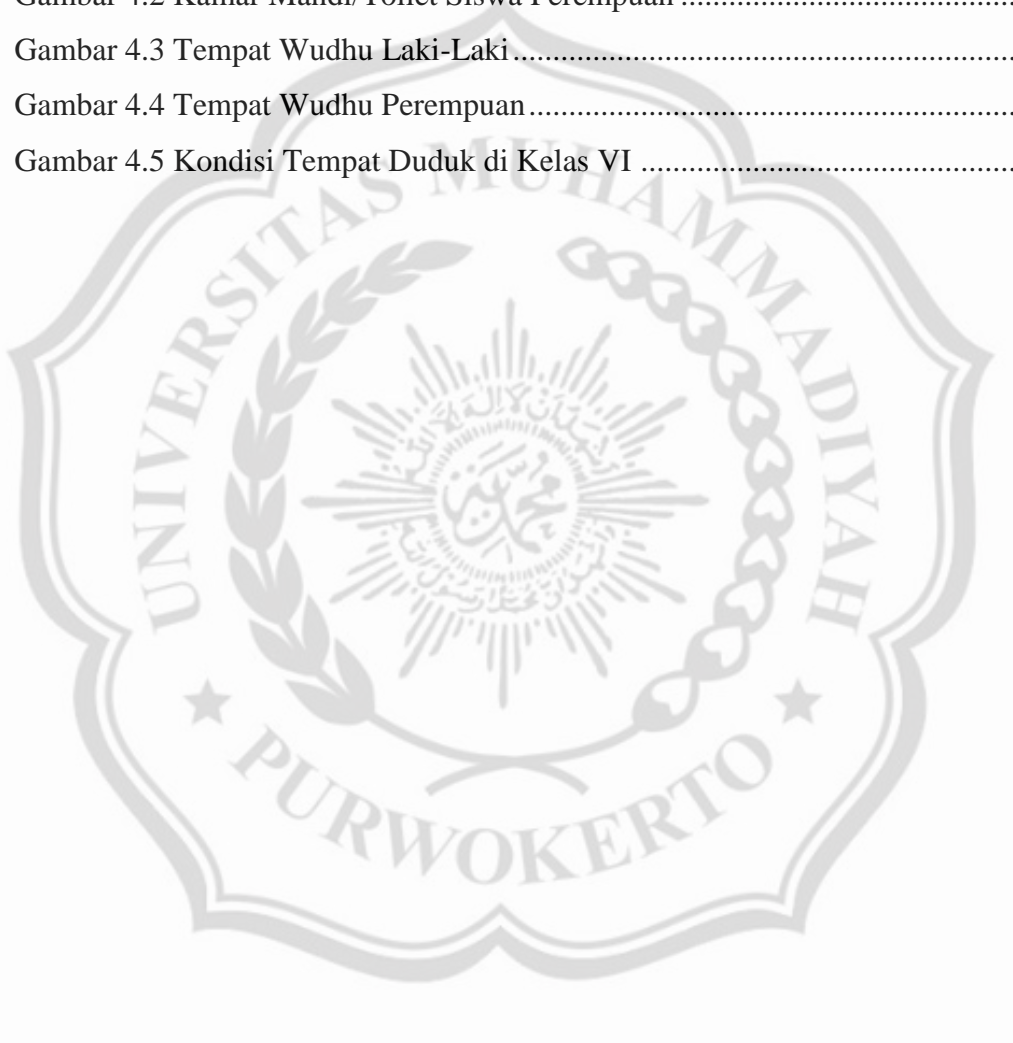 Gambar 4.2 Kamar Mandi/Toilet Siswa Perempuan ..........................................
Gambar 4.3 Tempat Wudhu Laki-Laki ...............................................................
Gambar 4.4 Tempat Wudhu Perempuan .............................................................
Gambar 4.5 Kondisi Tempat Duduk di Kelas VI ...............................................
UNIVERSITAS MUHAMMADIYAH
PURWOKERTO
محمد